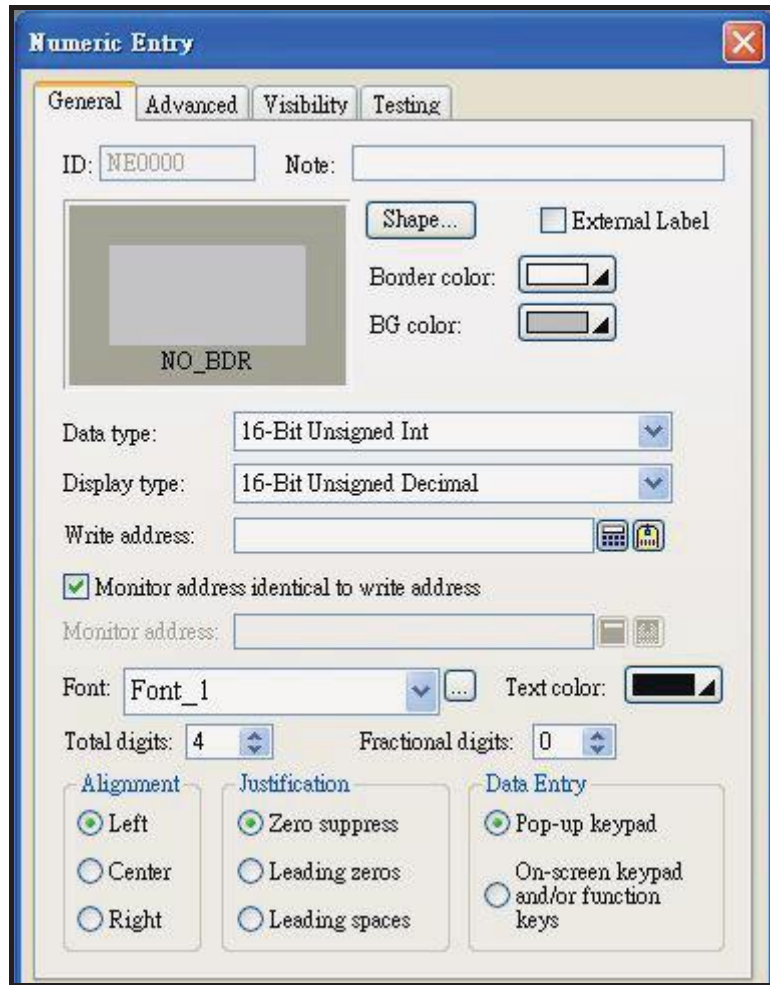 Numeric Entry
General Advanced Visibility Testing
ID: NE0000 Note:
Shape... External Label
Border color:
BG color:
NO_BDR
Data type: 16-Bit Unsigned Int
Display type: 16-Bit Unsigned Decimal
Write address:
Monitor address identical to write address
Monitor address:
Font: Font_1 ... Text color:
Total digits: 4 Fractional digits: 0
Alignment Justification Data Entry
Left Zero suppress Pop-up keypad
Center Leading zeros On-screen keypad
and/or function
Right Leading spaces keys